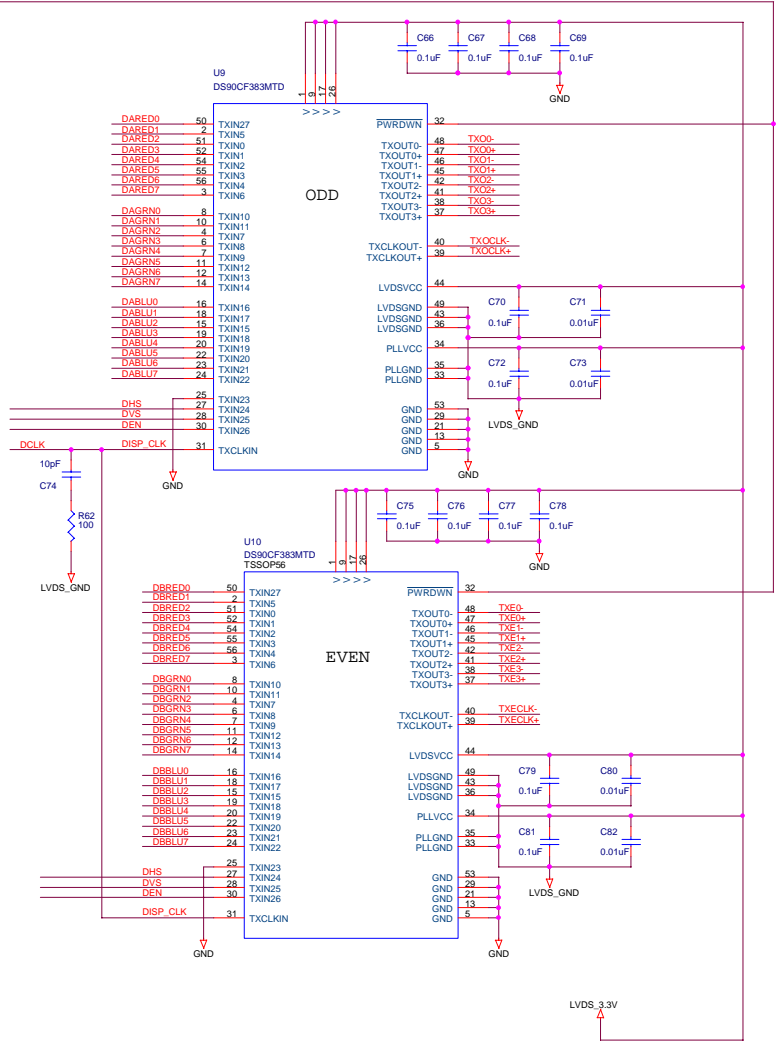 C66 C67 C68 C69
0.1uF 0.1uF 0.1uF 0.1uF
GND
U9
DS90CF383MTD
1 9 17 26
> > > >
DARED0 50 TXIN27 PWRDWN 32
DARED1 2 TXIN5
DARED2 51 TXIN0 TXOUT0- 48 TXO0-
DARED3 52 TXIN1 TXOUT0+ 47 TXO0+
DARED4 54 TXIN2 TXOUT1- 46 TXO1-
DARED5 55 TXIN3 TXOUT1+ 45 TXO1+
DARED6 56 TXIN4 TXOUT2- 42 TXO2-
DARED7 3 TXIN6 TXOUT2+ 41 TXO2+
ODD
TXOUT3- 38 TXO3-
DAGRN0 8 TXIN10 TXOUT3+ 37 TXO3+
DAGRN1 10 TXIN11
DAGRN2 4 TXIN7
DAGRN3 6 TXIN8 TXCLKOUT- 40 TXOCLK-
DAGRN4 7 TXIN9 TXCLKOUT+ 39 TXOCLK+
DAGRN5 11 TXIN12
DAGRN6 12 TXIN13
DAGRN7 14 TXIN14 LVDSVCC 44
DABLU0 16 TXIN16 LVDSGND 49 C70 C71
DABLU1 18 TXIN17 LVDSGND 43
DABLU2 15 TXIN15 LVDSGND 36 0.1uF 0.01uF
DABLU3 19 TXIN18
DABLU4 20 TXIN19 PLLVCC 34
DABLU5 22 TXIN20
DABLU6 23 TXIN21 PLLGND 35 C72 C73
DABLU7 24 TXIN22 PLLGND 33 0.1uF 0.01uF
25 TXIN23
DHS 27 TXIN24 GND 53 LVDS_GND
DVS 28 TXIN25 GND 29
DEN 30 TXIN26 GND 21
GND 13
DCLK DISP_CLK 31 TXCLKIN GND 5
10pF
C74
GND GND
R62
100
LVDS_GND
C75 C76 C77 C78
0.1uF 0.1uF 0.1uF 0.1uF
GND
U10
DS90CF383MTD
TSSOP56
1 9 17 26
> > > >
DBRED0 50 TXIN27 PWRDWN 32
DBRED1 2 TXIN5
DBRED2 51 TXIN0 TXOUT0- 48 TXE0-
DBRED3 52 TXIN1 TXOUT0+ 47 TXE0+
DBRED4 54 TXIN2 TXOUT1- 46 TXE1-
DBRED5 55 TXIN3 TXOUT1+ 45 TXE1+
DBRED6 56 TXIN4 TXOUT2- 42 TXE2-
DBRED7 3 TXIN6 TXOUT2+ 41 TXE2+
EVEN
TXOUT3- 38 TXE3-
DBGRN0 8 TXIN10 TXOUT3+ 37 TXE3+
DBGRN1 10 TXIN11
DBGRN2 4 TXIN7
DBGRN3 6 TXIN8 TXCLKOUT- 40 TXECLK-
DBGRN4 7 TXIN9 TXCLKOUT+ 39 TXECLK+
DBGRN5 11 TXIN12
DBGRN6 12 TXIN13
DBGRN7 14 TXIN14 LVDSVCC 44
DBBLU0 16 TXIN16 LVDSGND 49 C79 C80
DBBLU1 18 TXIN17 LVDSGND 43
DBBLU2 15 TXIN15 LVDSGND 36 0.1uF 0.01uF
DBBLU3 19 TXIN18
DBBLU4 20 TXIN19 PLLVCC 34
DBBLU5 22 TXIN20
DBBLU6 23 TXIN21 PLLGND 35 C81 C82
DBBLU7 24 TXIN22 PLLGND 33 0.1uF 0.01uF
25 TXIN23
DHS 27 TXIN24 GND 53
DVS 28 TXIN25 GND 29 LVDS_GND
DEN 30 TXIN26 GND 21
GND 13
DISP_CLK 31 TXCLKIN GND 5
GND GND
LVDS_3.3V